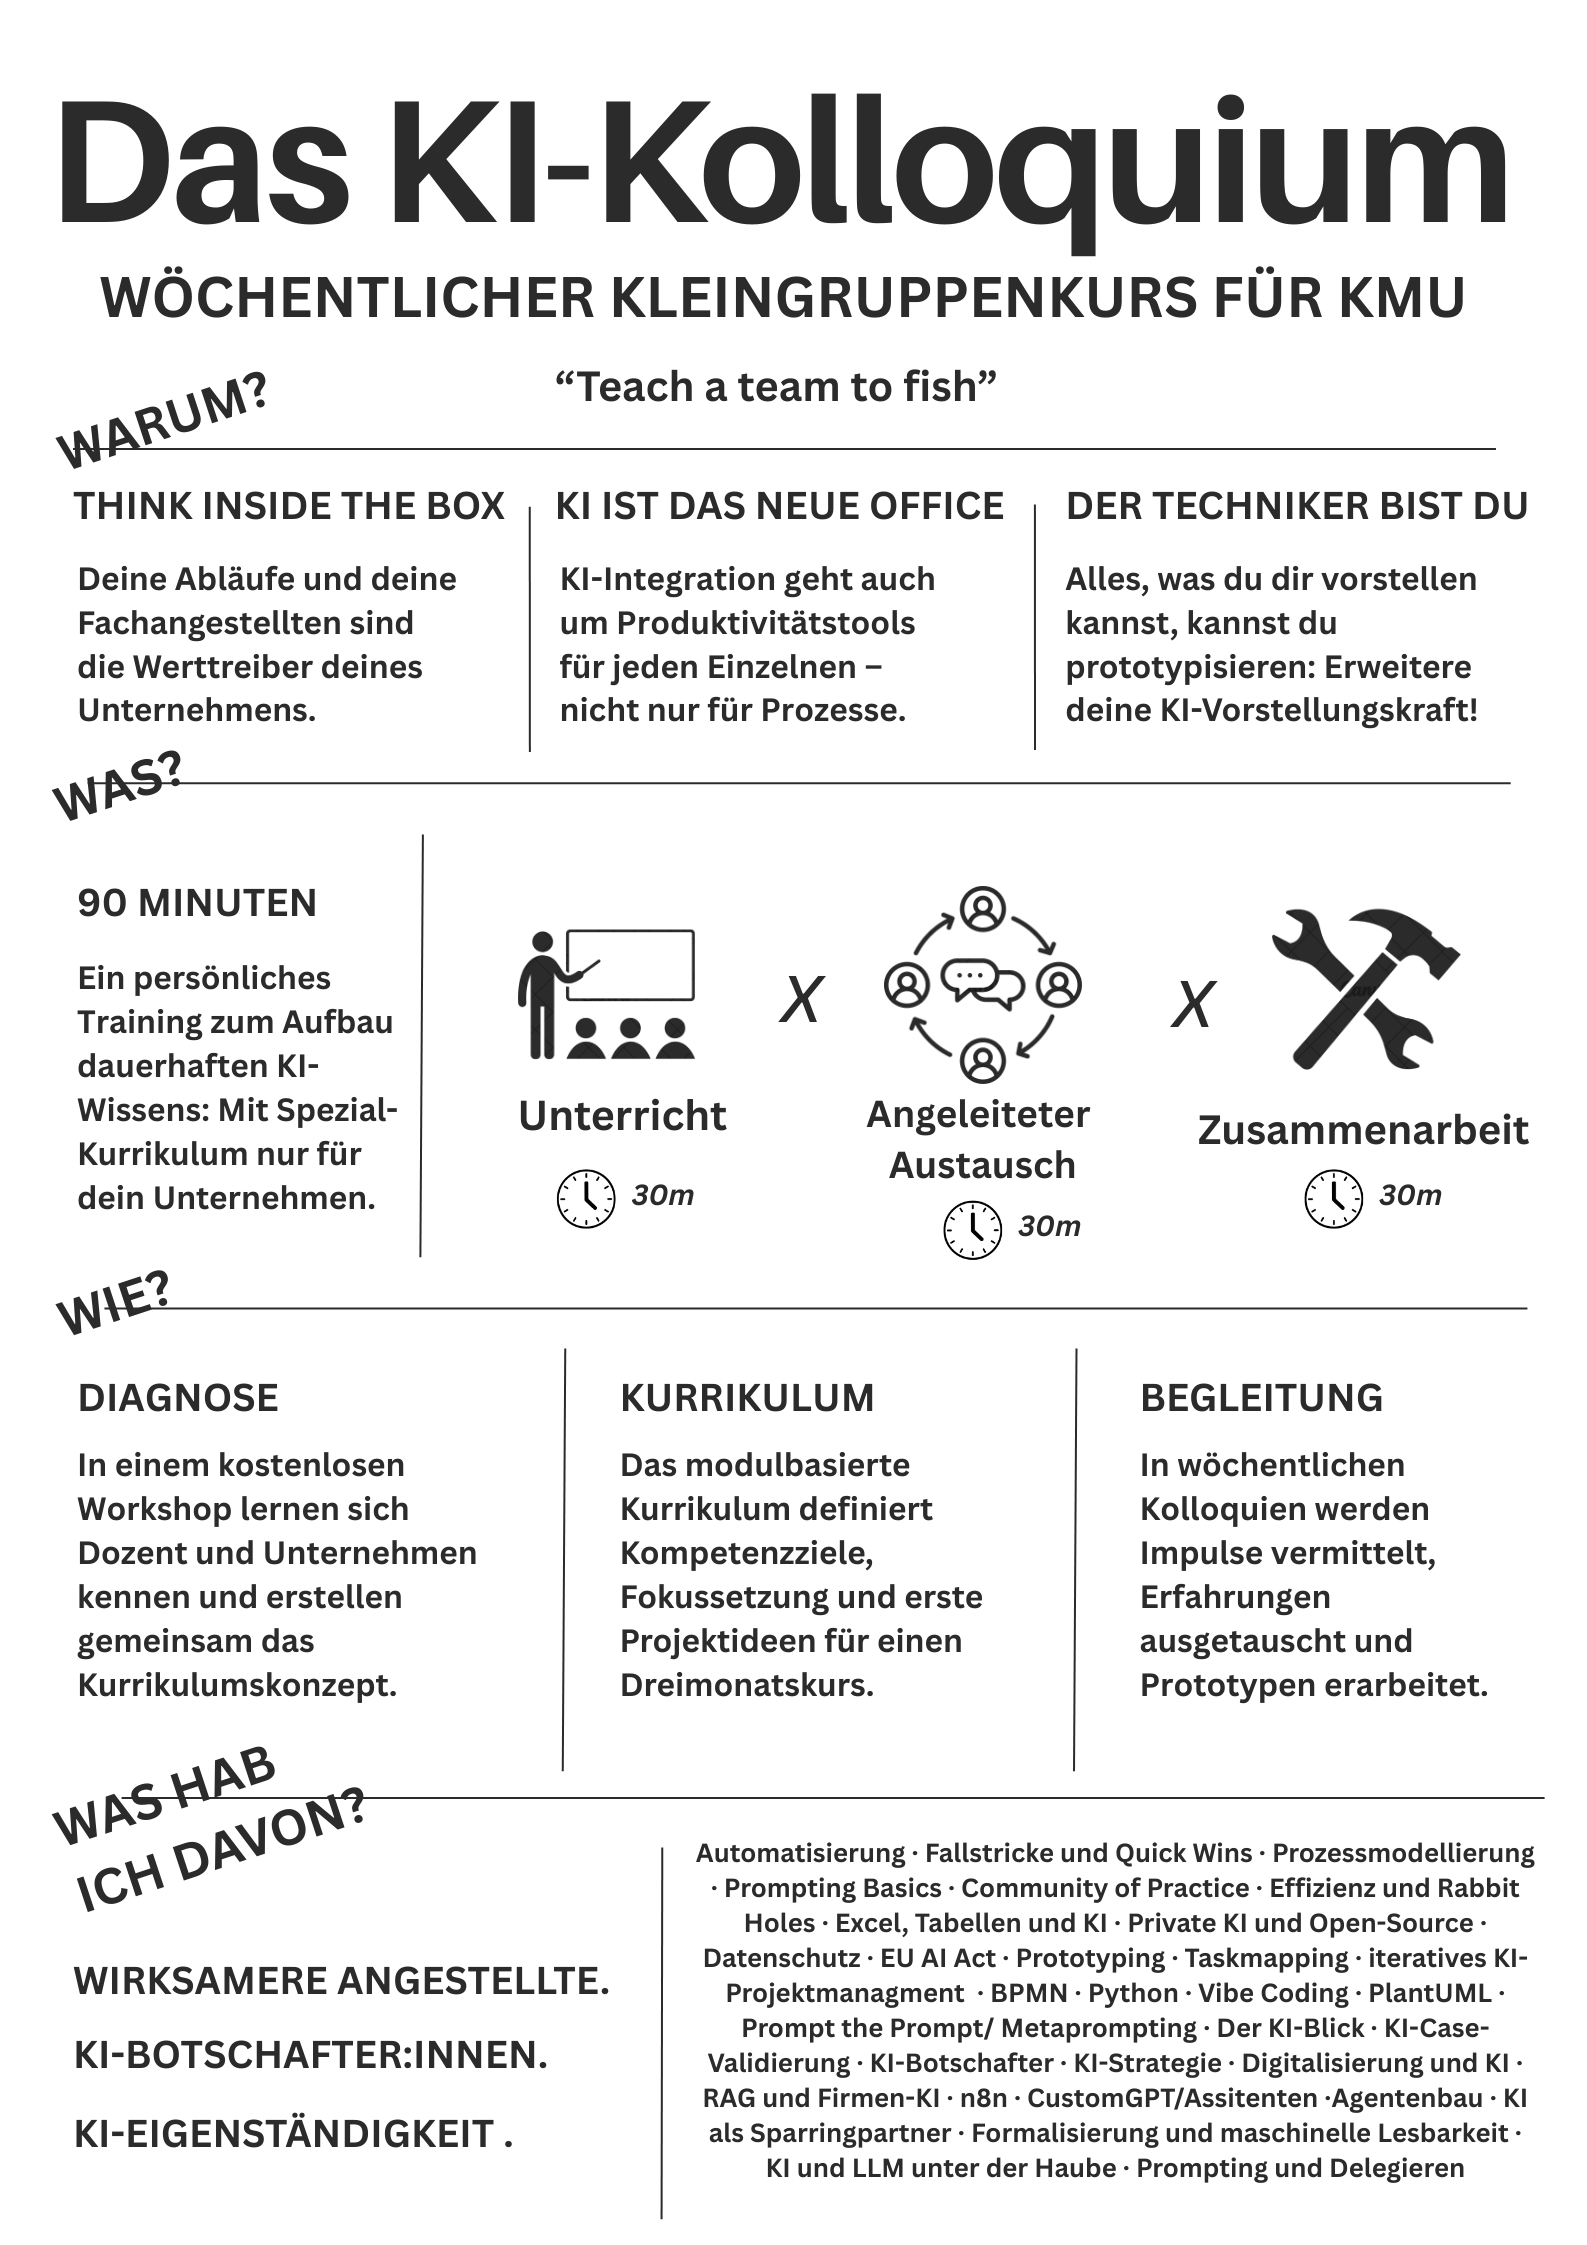 Das KI-Kolloquium
WÖCHENTLICHER KLEINGRUPPENKURS FÜR KMU
“Teach a team to fish”
WARUM?
THINK INSIDE THE BOX
Deine Abläufe und deine
Fachangestellten sind
die Werttreiber deines
Unternehmens.
KI IST DAS NEUE OFFICE
KI-Integration geht auch
um Produktivitätstools
für jeden Einzelnen –
nicht nur für Prozesse.
DER TECHNIKER BIST DU
Alles, was du dir vorstellen
kannst, kannst du
prototypisieren: Erweitere
deine KI-Vorstellungskraft!
WAS?
90 MINUTEN
Ein persönliches
Training zum Aufbau
dauerhaften KI-
Wissens: Mit Spezial-
Kurrikulum nur für
dein Unternehmen.
Unterricht
30m
X
Angeleiteter
Austausch
30m
X
Zusammenarbeit
30m
WIE?
DIAGNOSE
In einem kostenlosen
Workshop lernen sich
Dozent und Unternehmen
kennen und erstellen
gemeinsam das
Kurrikulumskonzept.
KURRIKULUM
Das modulbasierte
Kurrikulum definiert
Kompetenzziele,
Fokussetzung und erste
Projektideen für einen
Dreimonatskurs.
BEGLEITUNG
In wöchentlichen
Kolloquien werden
Impulse vermittelt,
Erfahrungen
ausgetauscht und
Prototypen erarbeitet.
WAS HAB
ICH DAVON?
WIRKSAMERE ANGESTELLTE.
KI-BOTSCHAFTER:INNEN.
KI-EIGENSTÄNDIGKEIT .
Automatisierung · Fallstricke und Quick Wins · Prozessmodellierung
· Prompting Basics · Community of Practice · Effizienz und Rabbit
Holes · Excel, Tabellen und KI · Private KI und Open-Source ·
Datenschutz · EU AI Act · Prototyping · Taskmapping · iteratives KI-
Projektmanagment · BPMN · Python · Vibe Coding · PlantUML ·
Prompt the Prompt/ Metaprompting · Der KI-Blick · KI-Case-
Validierung · KI-Botschafter · KI-Strategie · Digitalisierung und KI ·
RAG und Firmen-KI · n8n · CustomGPT/Assitenten ·Agentenbau · KI
als Sparringpartner · Formalisierung und maschinelle Lesbarkeit ·
KI und LLM unter der Haube · Prompting und Delegieren